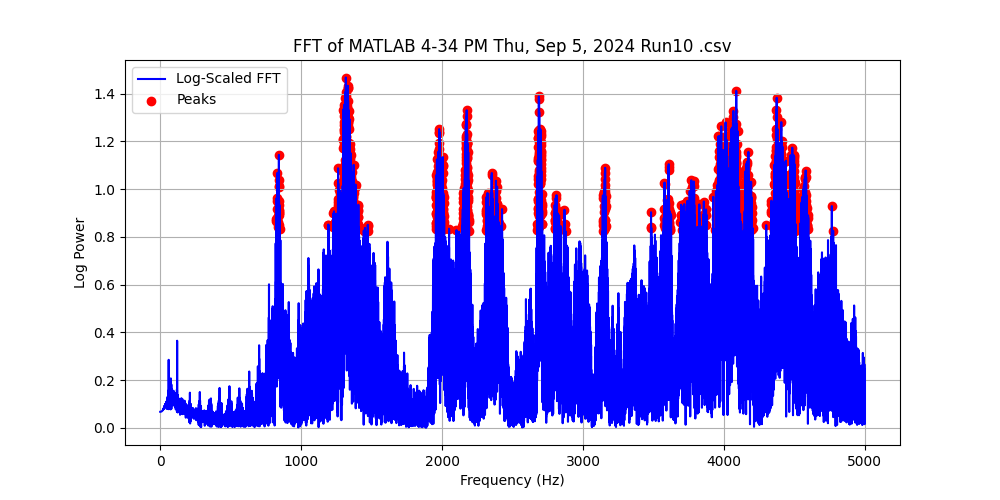 FFT of MATLAB 4-34 PM Thu, Sep 5, 2024 Run10 .csv
Log-Scaled FFT
Peaks
Log Power
1.4
1.2
1.0
0.8
0.6
0.4
0.2
0.0
0 1000 2000 3000 4000 5000
Frequency (Hz)